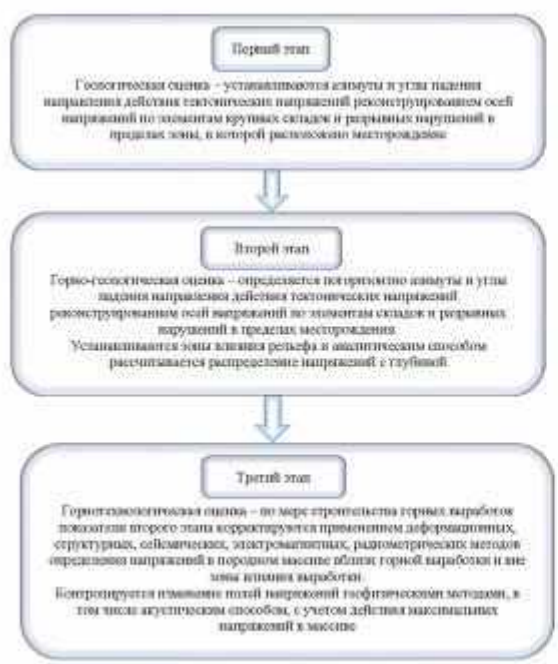 Первый этап
Геологическая оценка – устанавливаются азимуты и углы падения
направления действия тектонических напряжений реконструированием осей
напряжений по элементам крупных складок и разрывных нарушений в
пределах зоны, в которой расположено месторождение
Второй этап
Горно-геологическая оценка – определяется погоризонтно азимуты и углы
падения направления действия тектонических напряжений
реконструированием осей напряжений по элементам складок и разрывных
нарушений в пределах месторождения
Устанавливаются зоны влияния рельефа и аналитическим способом
рассчитывается распределение напряжений с глубиной
Третий этап
Горнотехнологическая оценка – по мере строительства горных выработок
показатели второго этапа корректируются применением деформационных,
структурных, сейсмических, электромагнитных, радиометрических методов
определения напряжений в породном массиве вблизи горной выработки и вне
зоны влияния выработки.
Контролируется изменение полей напряжений геофизическими методами, в
том числе акустическим способом, с учетом действия максимальных
напряжений в массиве